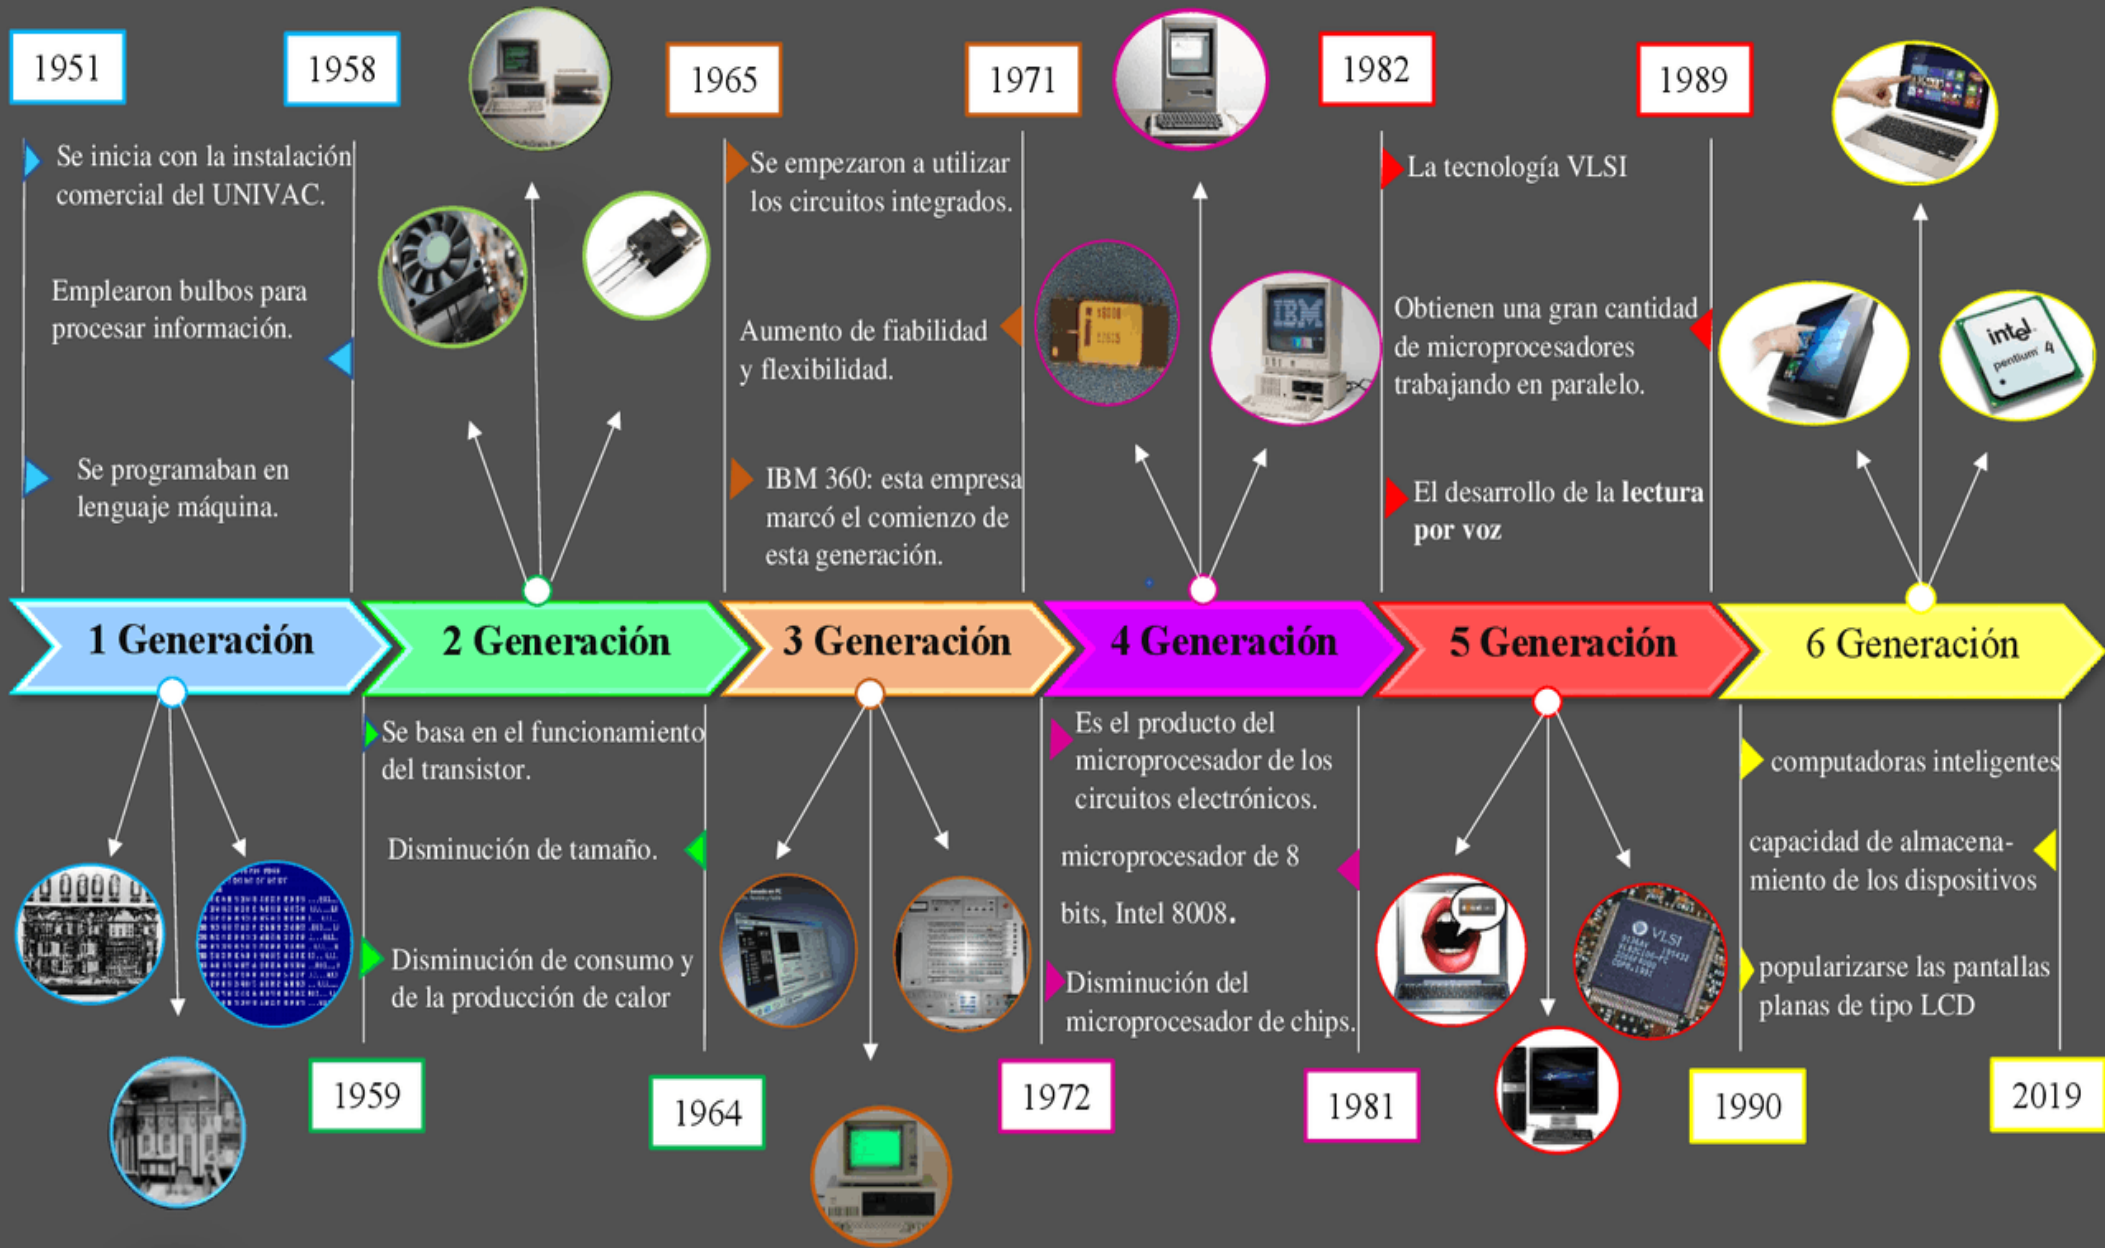 1951
1958
1965
1971
1982
1989
Se inicia con la instalación
comercial del UNIVAC.
Emplearon bulbos para
procesar información.
Se programaban en
lenguaje máquina.
Se empezaron a utilizar
los circuitos integrados.
Aumento de fiabilidad
y flexibilidad.
IBM 360: esta empresa
marcó el comienzo de
esta generación.
IBM
La tecnología VLSI
Obtienen una gran cantidad
de microprocesadores
trabajando en paralelo.
El desarrollo de la lectura
por voz
intel
pentium 4
1 Generación
2 Generación
3 Generación
4 Generación
5 Generación
6 Generación
Se basa en el funcionamiento
del transistor.
Disminución de tamaño.
Disminución de consumo y
de la producción de calor
Es el producto del
microprocesador de los
circuitos electrónicos.
microprocesador de 8
bits, Intel 8008.
Disminución del
microprocesador de chips.
VLSI
computadoras inteligentes
capacidad de almacena-
miento de los dispositivos
popularizarse las pantallas
planas de tipo LCD
1959
1964
1972
1981
1990
2019